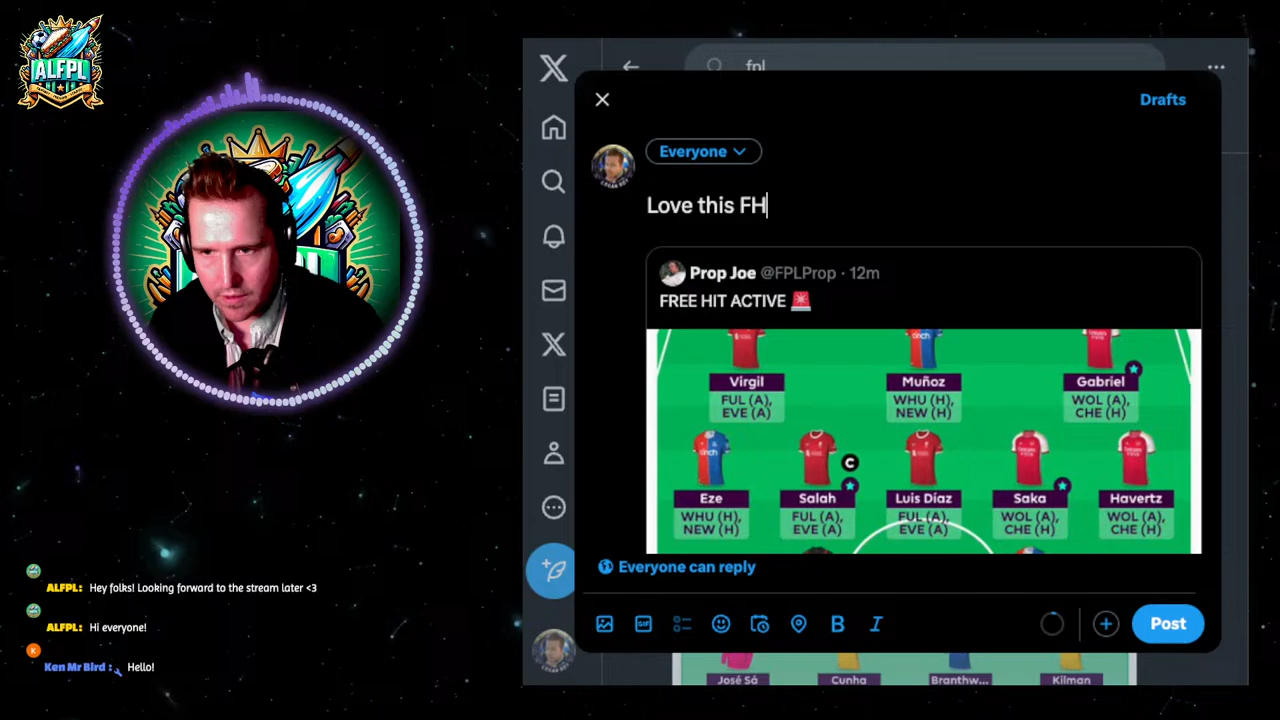 ALFPL
fpl
Drafts
Everyone
Love this FH
Prop Joe @FPLProp · 12m
FREE HIT ACTIVE 🚨
Virgil
FUL (A),
EVE (A)
Muñoz
WHU (H),
NEW (H)
Gabriel
WOL (A),
CHE (H)
Eze
WHU (H),
NEW (H)
C
Salah
FUL (A),
EVE (A)
Luis Díaz
FUL (A),
EVE (A)
Saka
WOL (A),
CHE (H)
Havertz
WOL (A),
CHE (H)
Everyone can reply
GIF
B
I
Post
José Sá
Cunha
Branthw...
Kilman
ALFPL: Hey folks! Looking forward to the stream later <3
ALFPL: Hi everyone!
K
Ken Mr Bird : Hello!